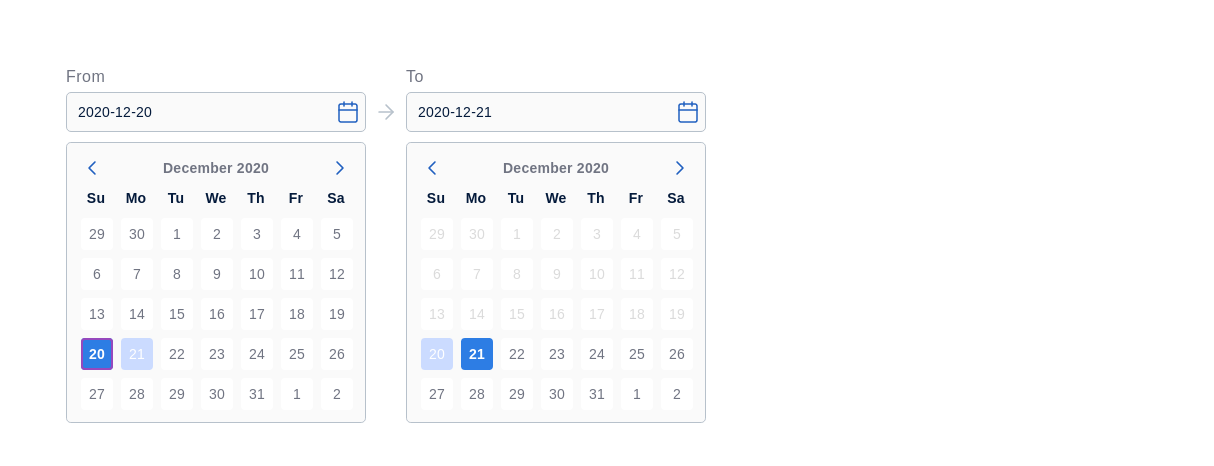 From
2020-12-20
December 2020
Su Mo Tu We Th Fr Sa
29 30 1 2 3 4 5
6 7 8 9 10 11 12
13 14 15 16 17 18 19
20 21 22 23 24 25 26
27 28 29 30 31 1 2
To
2020-12-21
December 2020
Su Mo Tu We Th Fr Sa
29 30 1 2 3 4 5
6 7 8 9 10 11 12
13 14 15 16 17 18 19
20 21 22 23 24 25 26
27 28 29 30 31 1 2